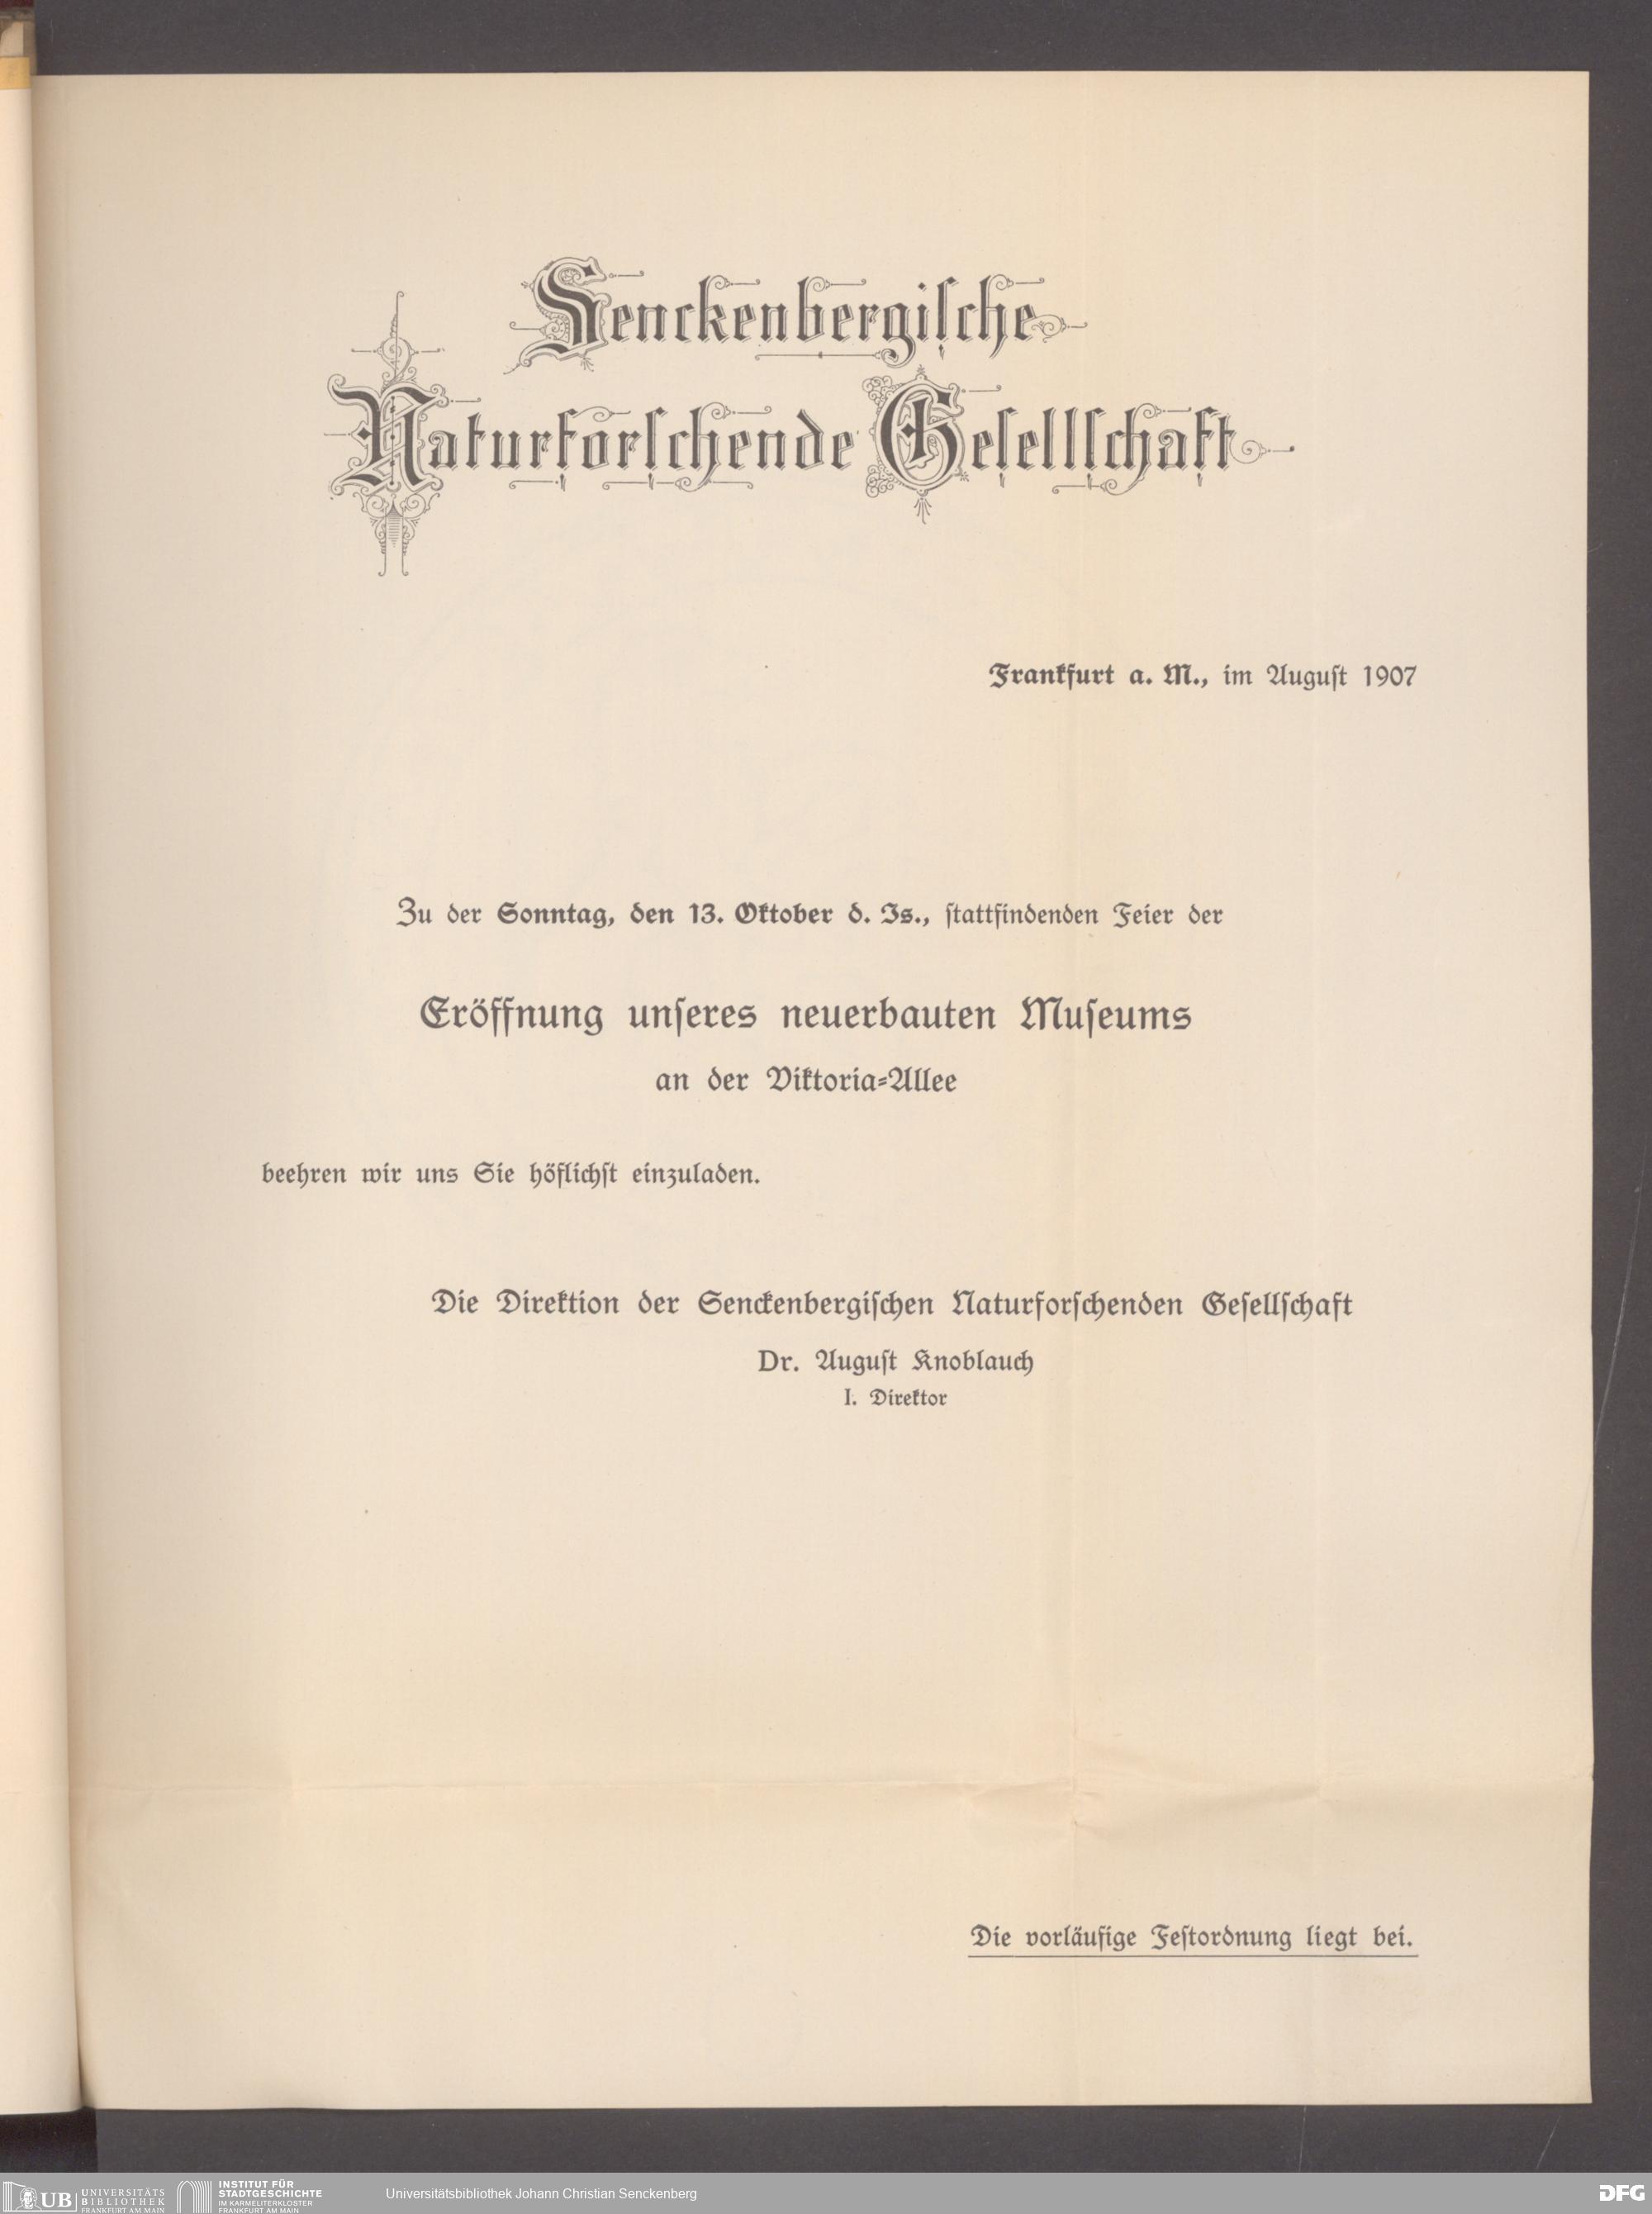 Senckenbergiſche
Naturforſchende Geſellſchaft
Frankfurt a. M., im Auguſt 1907
Zu der Sonntag, den 13. Oktober d. Js., ſtattfindenden Feier der
Eröffnung unſeres neuerbauten Muſeums
an der Viktoria-Allee
beehren wir uns Sie höflichſt einzuladen.
Die Direktion der Senckenbergiſchen Naturforſchenden Geſellſchaft
Dr. Auguſt Knoblauch
I. Direktor
Die vorläufige Feſtordnung liegt bei.
UB UNIVERSITÄTS
BIBLIOTHEK
FRANKFURT AM MAIN
INSTITUT FÜR
STADTGESCHICHTE
IM KARMELITERKLOSTER
FRANKFURT AM MAIN
Universitätsbibliothek Johann Christian Senckenberg
DFG